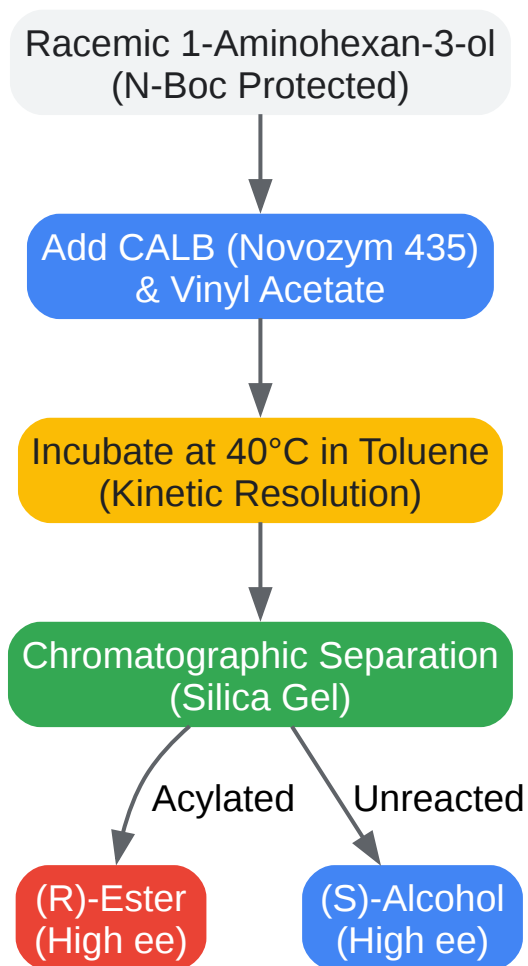 Racemic 1-Aminohexan-3-ol
(N-Boc Protected)
Add CALB (Novozym 435)
& Vinyl Acetate
Incubate at 40°C in Toluene
(Kinetic Resolution)
Chromatographic Separation
(Silica Gel)
Acylated
Unreacted
(R)-Ester
(High ee)
(S)-Alcohol
(High ee)